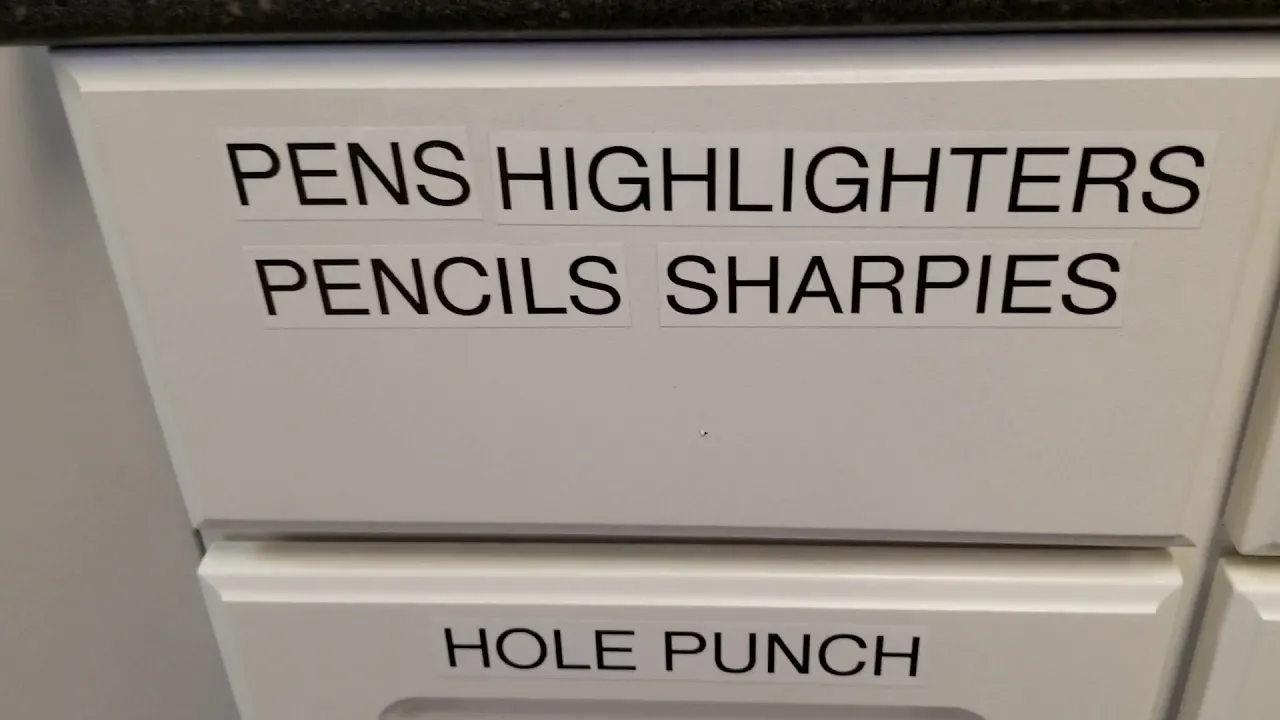 PENS HIGHLIGHTERS
PENCILS SHARPIES
HOLE PUNCH